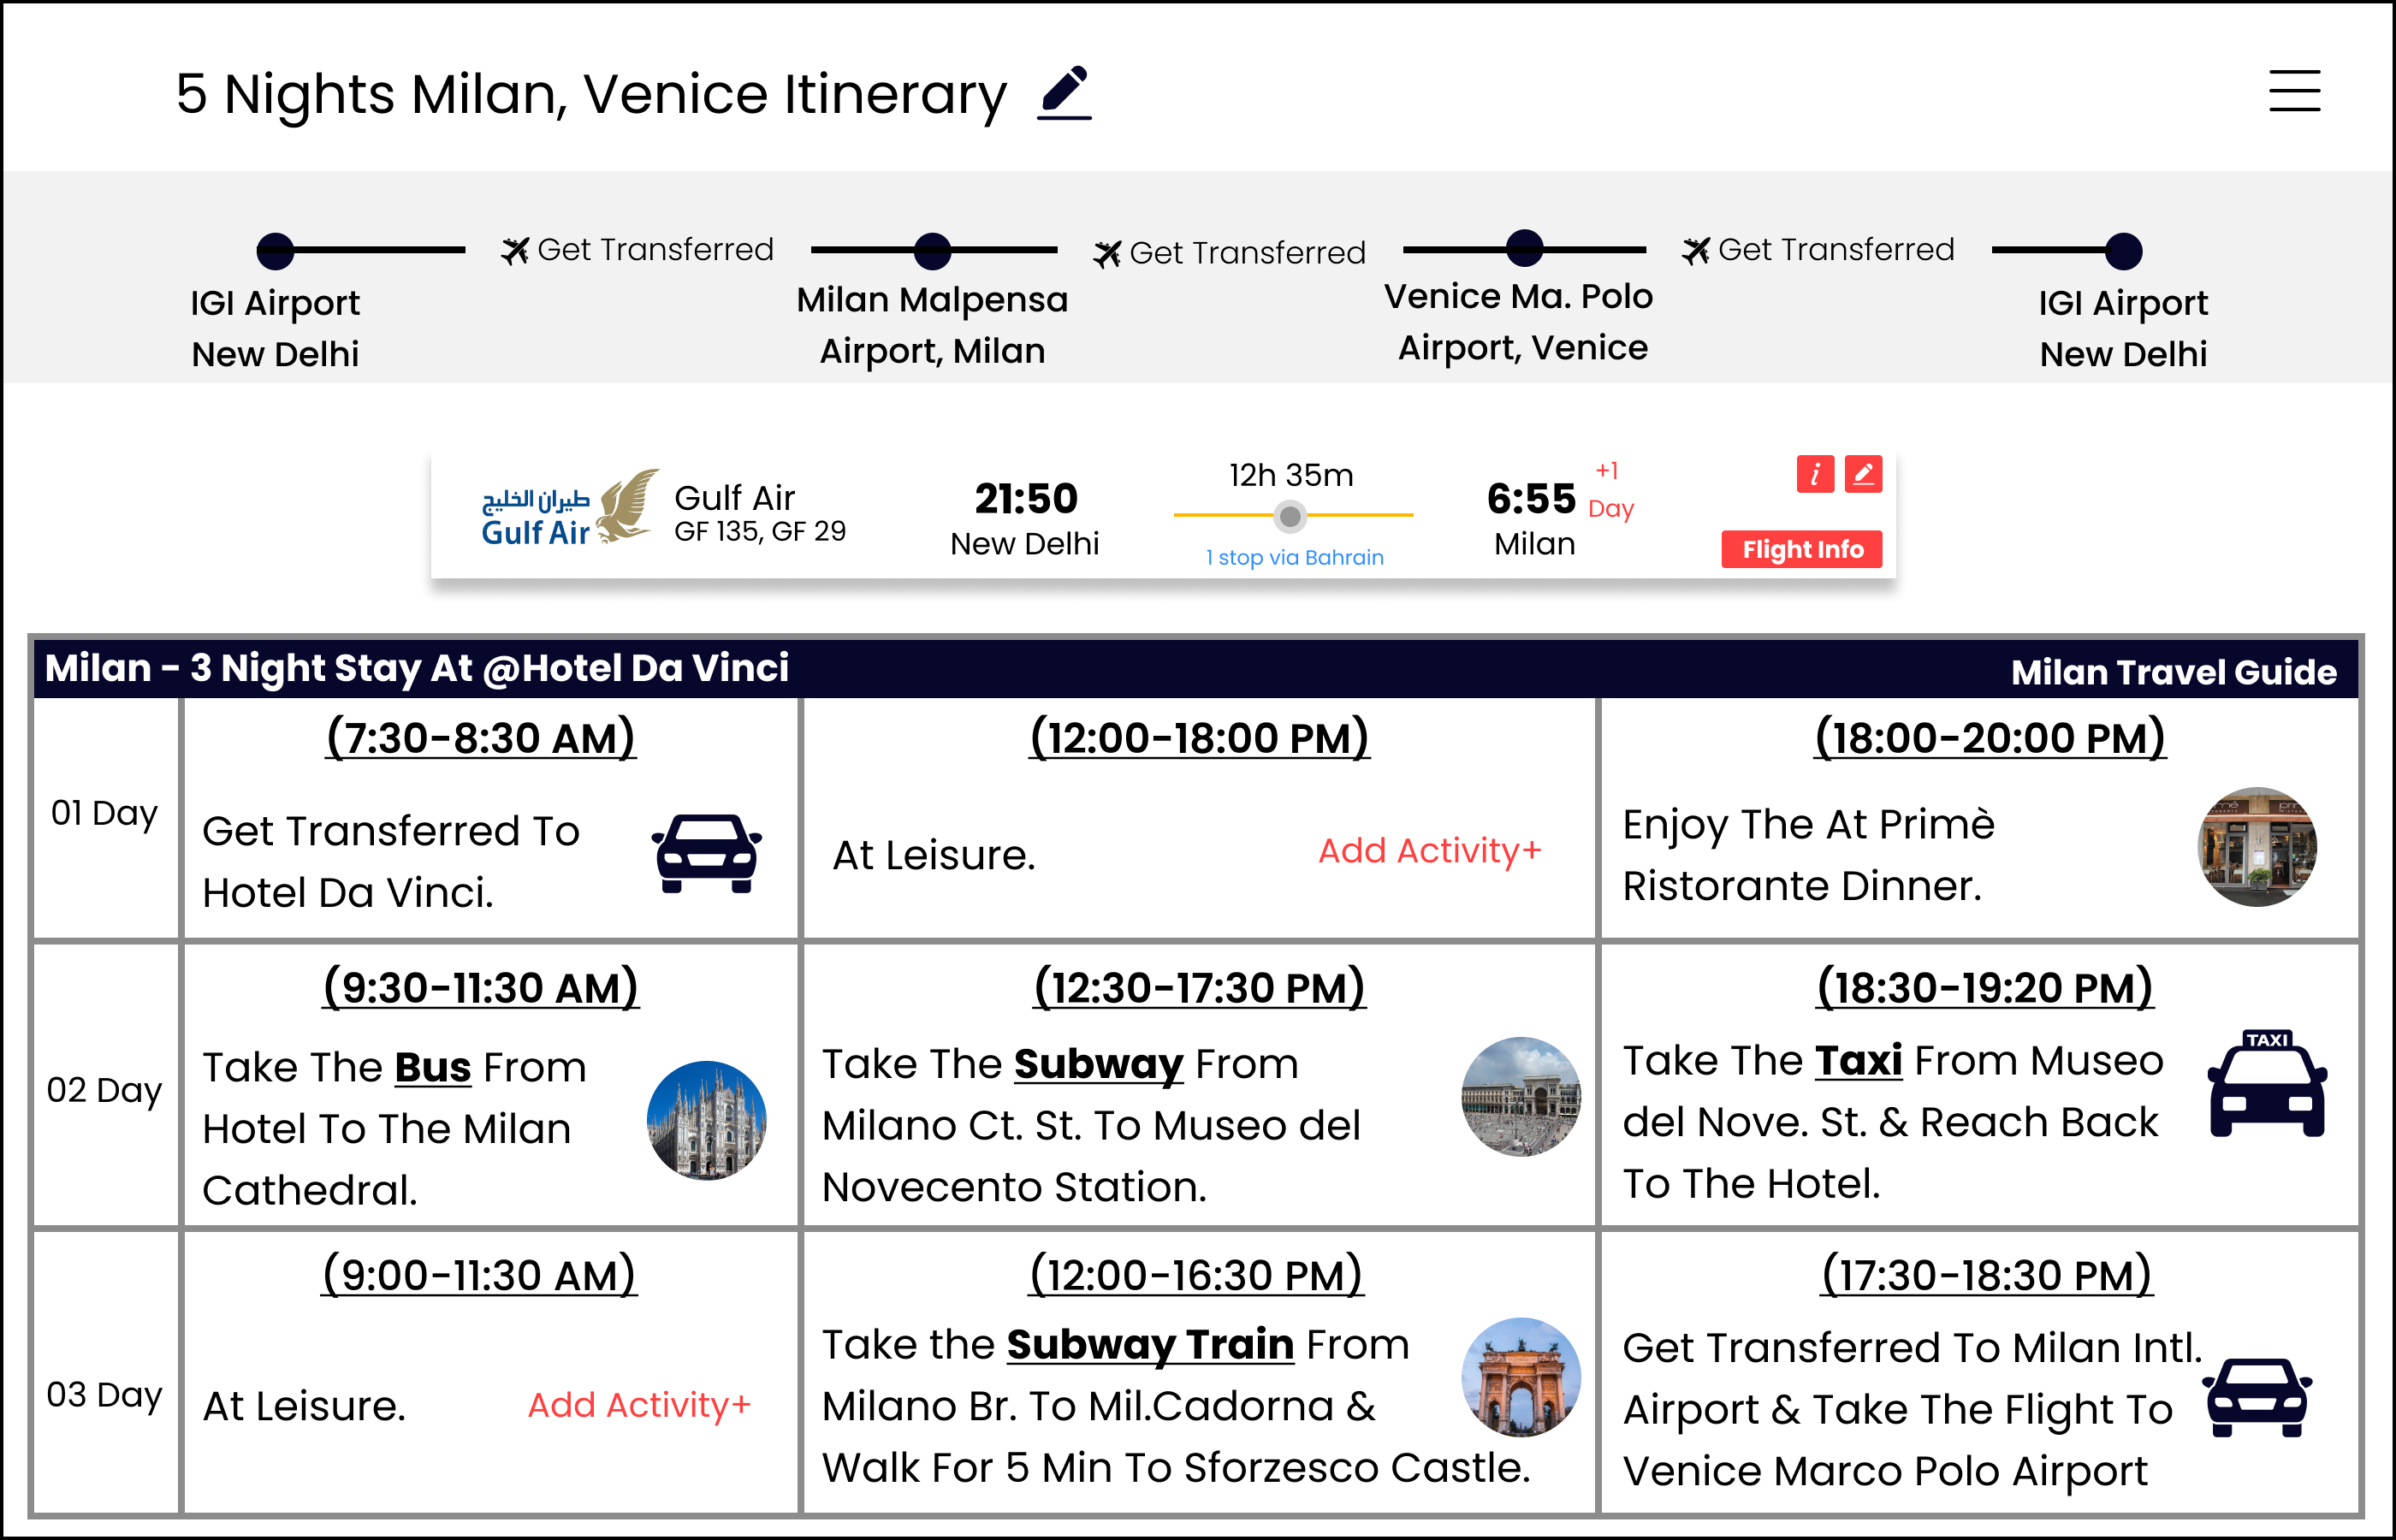 5 Nights Milan, Venice Itinerary
Get Transferred
Get Transferred
Get Transferred
IGI Airport
New Delhi
Milan Malpensa
Airport, Milan
Venice Ma. Polo
Airport, Venice
IGI Airport
New Delhi
طيران الخليج
Gulf Air
Gulf Air
GF 135, GF 29
21:50
New Delhi
12h 35m
1 stop via Bahrain
6:55
Milan
+1
Day
i
Flight Info
Milan - 3 Night Stay At @Hotel Da Vinci
Milan Travel Guide
01 Day
(7:30-8:30 AM)
Get Transferred To
Hotel Da Vinci.
(12:00-18:00 PM)
At Leisure.
Add Activity+
(18:00-20:00 PM)
Enjoy The At Primè
Ristorante Dinner.
02 Day
(9:30-11:30 AM)
Take The Bus From
Hotel To The Milan
Cathedral.
(12:30-17:30 PM)
Take The Subway From
Milano Ct. St. To Museo del
Novecento Station.
(18:30-19:20 PM)
Take The Taxi From Museo
del Nove. St. & Reach Back
To The Hotel.
TAXI
03 Day
(9:00-11:30 AM)
At Leisure.
Add Activity+
(12:00-16:30 PM)
Take the Subway Train From
Milano Br. To Mil.Cadorna &
Walk For 5 Min To Sforzesco Castle.
(17:30-18:30 PM)
Get Transferred To Milan Intl.
Airport & Take The Flight To
Venice Marco Polo Airport